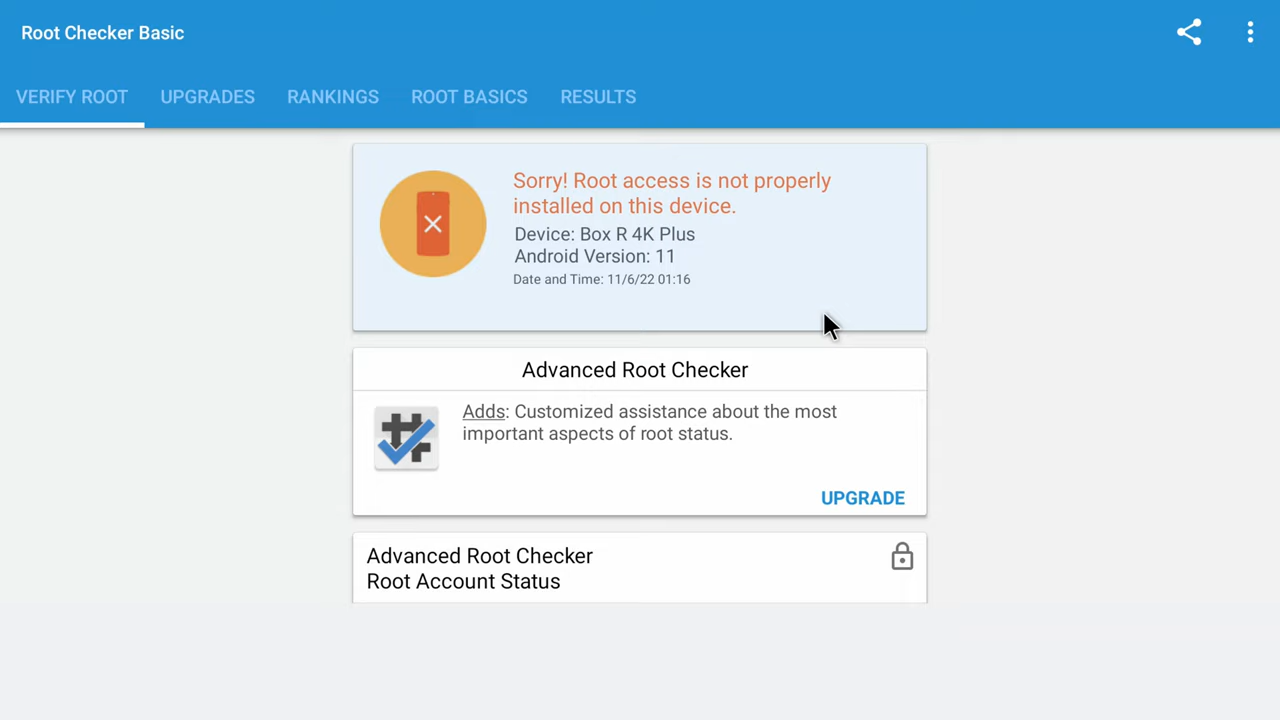 Root Checker Basic
VERIFY ROOT
UPGRADES
RANKINGS
ROOT BASICS
RESULTS
Sorry! Root access is not properly
installed on this device.
Device: Box R 4K Plus
Android Version: 11
Date and Time: 11/6/22 01:16
Advanced Root Checker
Adds: Customized assistance about the most
important aspects of root status.
UPGRADE
Advanced Root Checker
Root Account Status